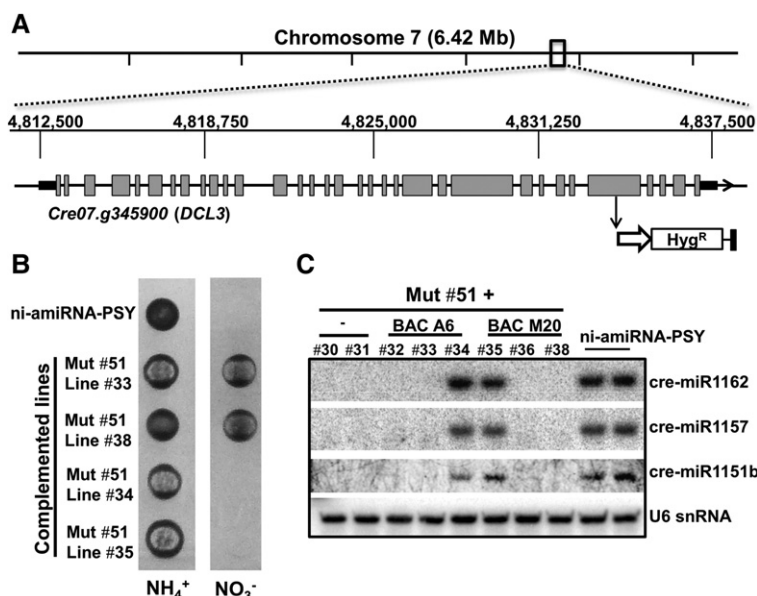 A
Chromosome 7 (6.42 Mb)
4,812,500 4,818,750 4,825,000 4,831,250 4,837,500
Cre07.g345900 (DCL3)
Hygᴿ
B
ni-amiRNA-PSY
Complemented lines
Mut #51
Line #33
Mut #51
Line #38
Mut #51
Line #34
Mut #51
Line #35
NH₄⁺ NO₃⁻
C
Mut #51 +
- BAC A6 BAC M20 ni-amiRNA-PSY
#30 #31 #32 #33 #34 #35 #36 #38
cre-miR1162
cre-miR1157
cre-miR1151b
U6 snRNA